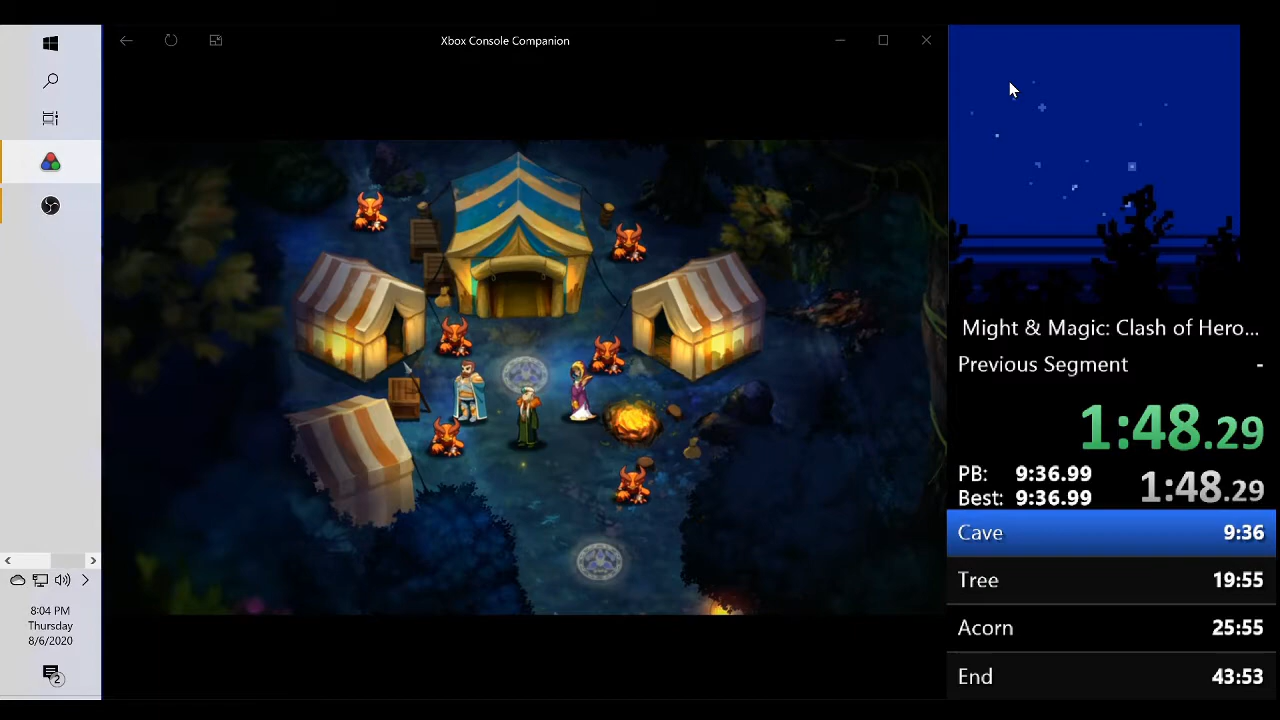 Xbox Console Companion
Might & Magic: Clash of Hero...
Previous Segment -
1:48.29
PB: 9:36.99
Best: 9:36.99
1:48.29
Cave 9:36
Tree 19:55
Acorn 25:55
End 43:53
8:04 PM
Thursday
8/6/2020
2